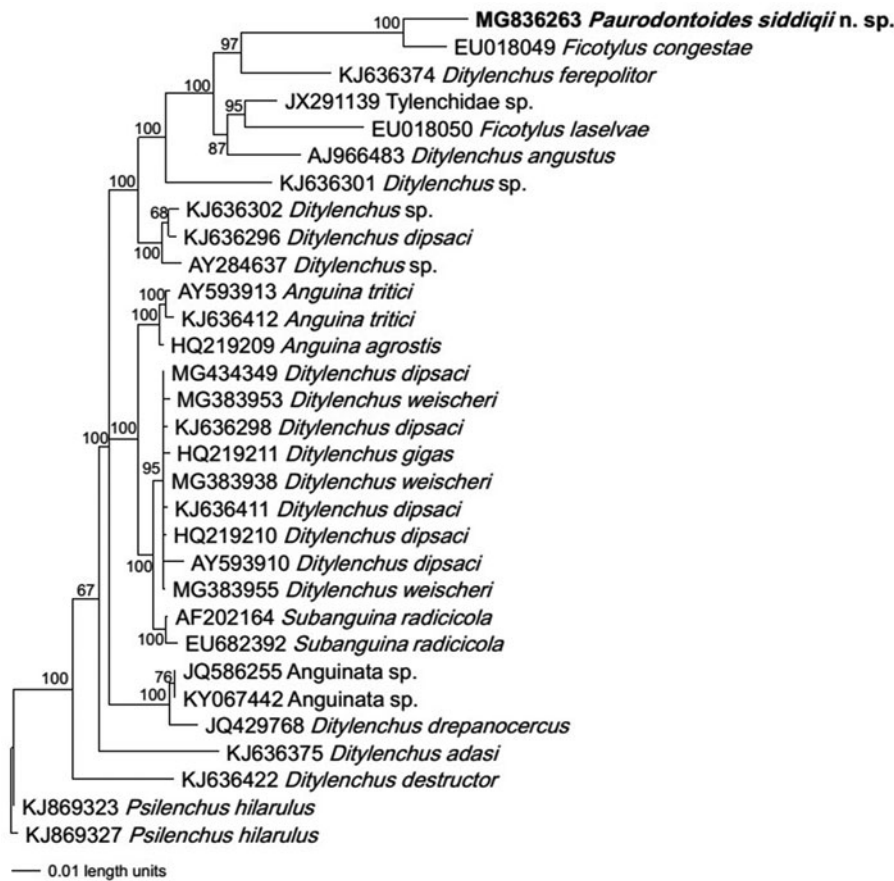 100
MG836263 Paurodontoides siddiqii n. sp.
97
EU018049 Ficotylus congestae
KJ636374 Ditylenchus ferepolitor
100
95
JX291139 Tylenchidae sp.
EU018050 Ficotylus laselvae
100
87
AJ966483 Ditylenchus angustus
100
KJ636301 Ditylenchus sp.
68
KJ636302 Ditylenchus sp.
KJ636296 Ditylenchus dipsaci
100
AY284637 Ditylenchus sp.
100
AY593913 Anguina tritici
100
KJ636412 Anguina tritici
HQ219209 Anguina agrostis
MG434349 Ditylenchus dipsaci
MG383953 Ditylenchus weischeri
KJ636298 Ditylenchus dipsaci
100 100
HQ219211 Ditylenchus gigas
95
MG383938 Ditylenchus weischeri
KJ636411 Ditylenchus dipsaci
HQ219210 Ditylenchus dipsaci
100
AY593910 Ditylenchus dipsaci
MG383955 Ditylenchus weischeri
67
AF202164 Subanguina radicicola
100
EU682392 Subanguina radicicola
76
JQ586255 Anguinata sp.
100
100
KY067442 Anguinata sp.
JQ429768 Ditylenchus drepanocercus
KJ636375 Ditylenchus adasi
KJ636422 Ditylenchus destructor
KJ869323 Psilenchus hilarulus
KJ869327 Psilenchus hilarulus
0.01 length units